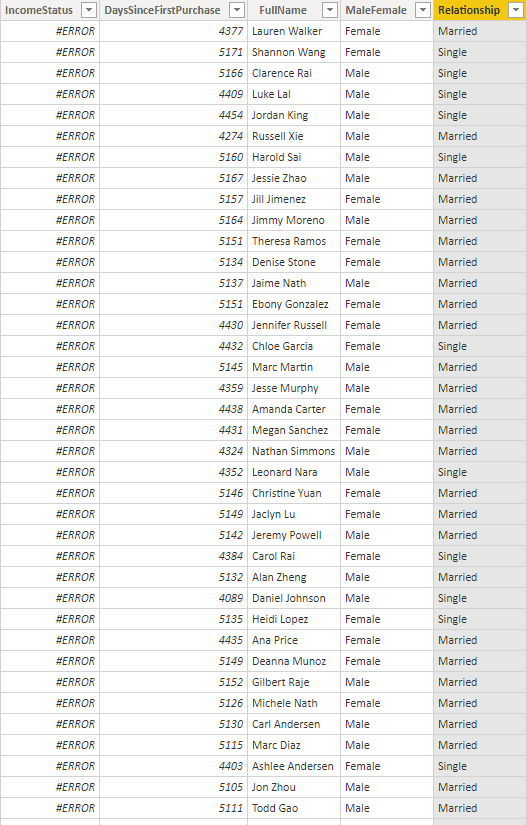 IncomeStatus DaysSinceFirstPurchase FullName MaleFemale Relationship
#ERROR 4377 Lauren Walker Female Married
#ERROR 5171 Shannon Wang Female Single
#ERROR 5166 Clarence Rai Male Single
#ERROR 4409 Luke Lal Male Single
#ERROR 4454 Jordan King Male Single
#ERROR 4274 Russell Xie Male Married
#ERROR 5160 Harold Sai Male Single
#ERROR 5167 Jessie Zhao Male Married
#ERROR 5157 Jill Jimenez Female Married
#ERROR 5164 Jimmy Moreno Male Married
#ERROR 5151 Theresa Ramos Female Married
#ERROR 5134 Denise Stone Female Married
#ERROR 5137 Jaime Nath Male Married
#ERROR 5151 Ebony Gonzalez Female Married
#ERROR 4430 Jennifer Russell Female Married
#ERROR 4432 Chloe Garcia Female Single
#ERROR 5145 Marc Martin Male Married
#ERROR 4359 Jesse Murphy Male Married
#ERROR 4438 Amanda Carter Female Married
#ERROR 4431 Megan Sanchez Female Married
#ERROR 4324 Nathan Simmons Male Married
#ERROR 4352 Leonard Nara Male Single
#ERROR 5146 Christine Yuan Female Married
#ERROR 5149 Jaclyn Lu Female Married
#ERROR 5142 Jeremy Powell Male Married
#ERROR 4384 Carol Rai Female Single
#ERROR 5132 Alan Zheng Male Married
#ERROR 4089 Daniel Johnson Male Single
#ERROR 5135 Heidi Lopez Female Single
#ERROR 4435 Ana Price Female Married
#ERROR 5149 Deanna Munoz Female Married
#ERROR 5152 Gilbert Raje Male Married
#ERROR 5126 Michele Nath Female Married
#ERROR 5130 Carl Andersen Male Married
#ERROR 5115 Marc Diaz Male Married
#ERROR 4403 Ashlee Andersen Female Single
#ERROR 5105 Jon Zhou Male Married
#ERROR 5111 Todd Gao Male Married